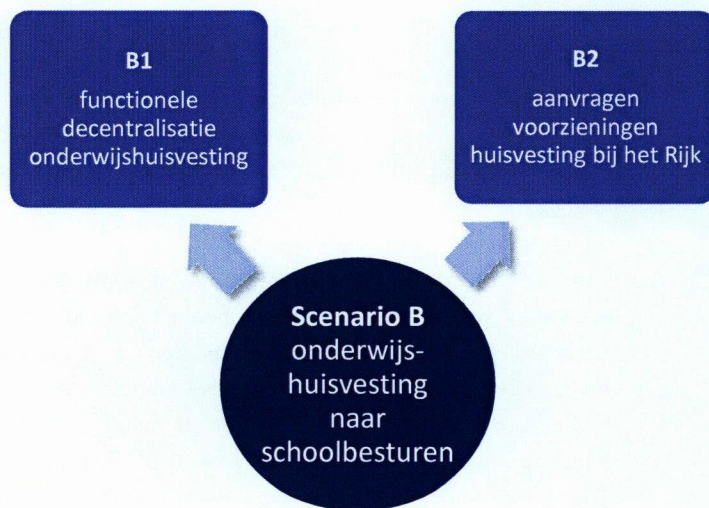 B1
functionele
decentralisatie
onderwijshuisvesting
B2
aanvragen
voorzieningen
huisvesting bij het Rijk
Scenario B
onderwijs-
huisvesting
naar
schoolbesturen